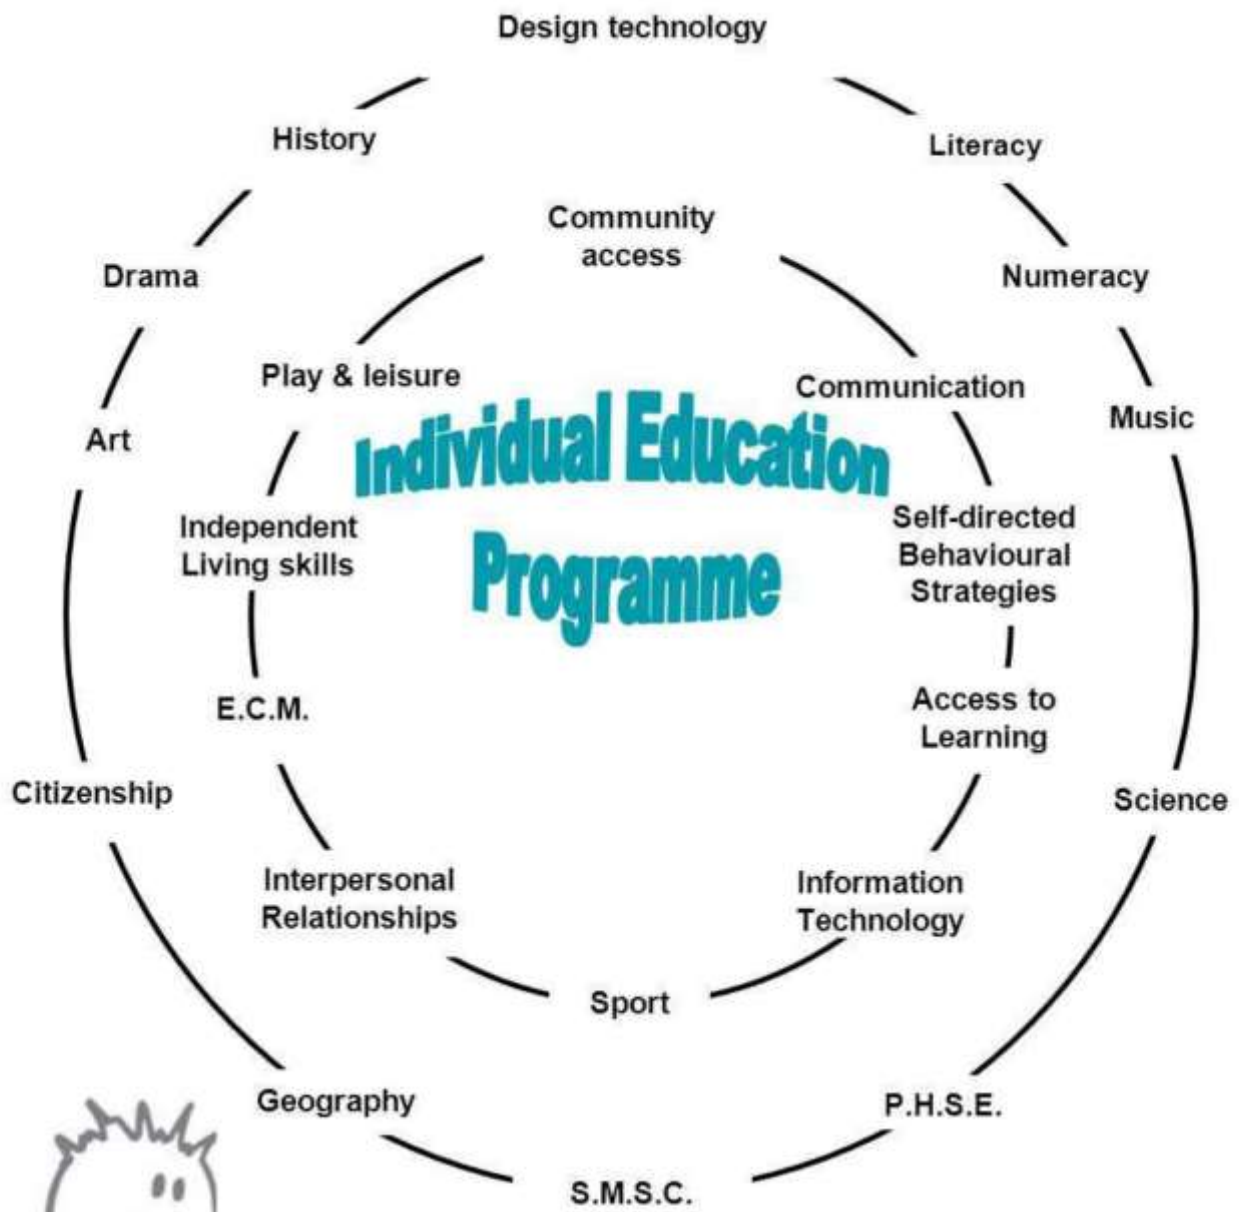 Design technology
History
Literacy
Community
access
Drama
Numeracy
Play & leisure
Communication
Music
Art
Individual Education
Programme
Independent
Living skills
Self-directed
Behavioural
Strategies
E.C.M.
Access to
Learning
Citizenship
Science
Interpersonal
Relationships
Information
Technology
Sport
Geography
P.H.S.E.
S.M.S.C.